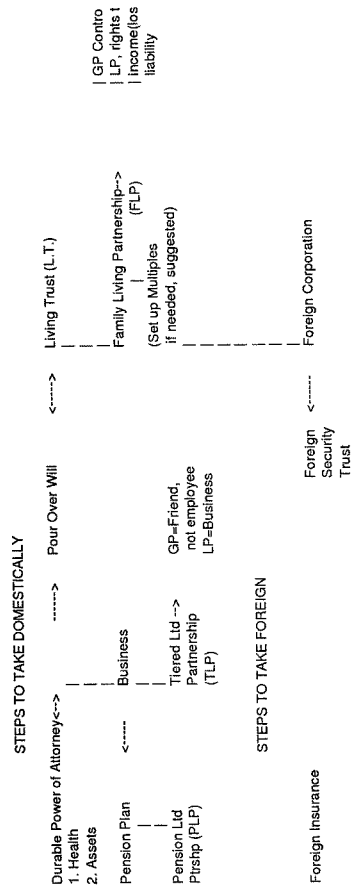 STEPS TO TAKE DOMESTICALLY
Durable Power of Attorney<--> ------> Pour Over Will <-----> Living Trust (L.T.)
1. Health
2. Assets
Pension Plan <----- Business Family Living Partnership--> | GP Contro
(FLP) | LP, rights t
(Set up Multiples | income(los
if needed, suggested) liability
Pension Ltd Tiered Ltd --> GP=Friend,
Ptrshp (PLP) Partnership not employee
(TLP) LP=Business
STEPS TO TAKE FOREIGN
Foreign Insurance Foreign <------ Foreign Corporation
Security
Trust